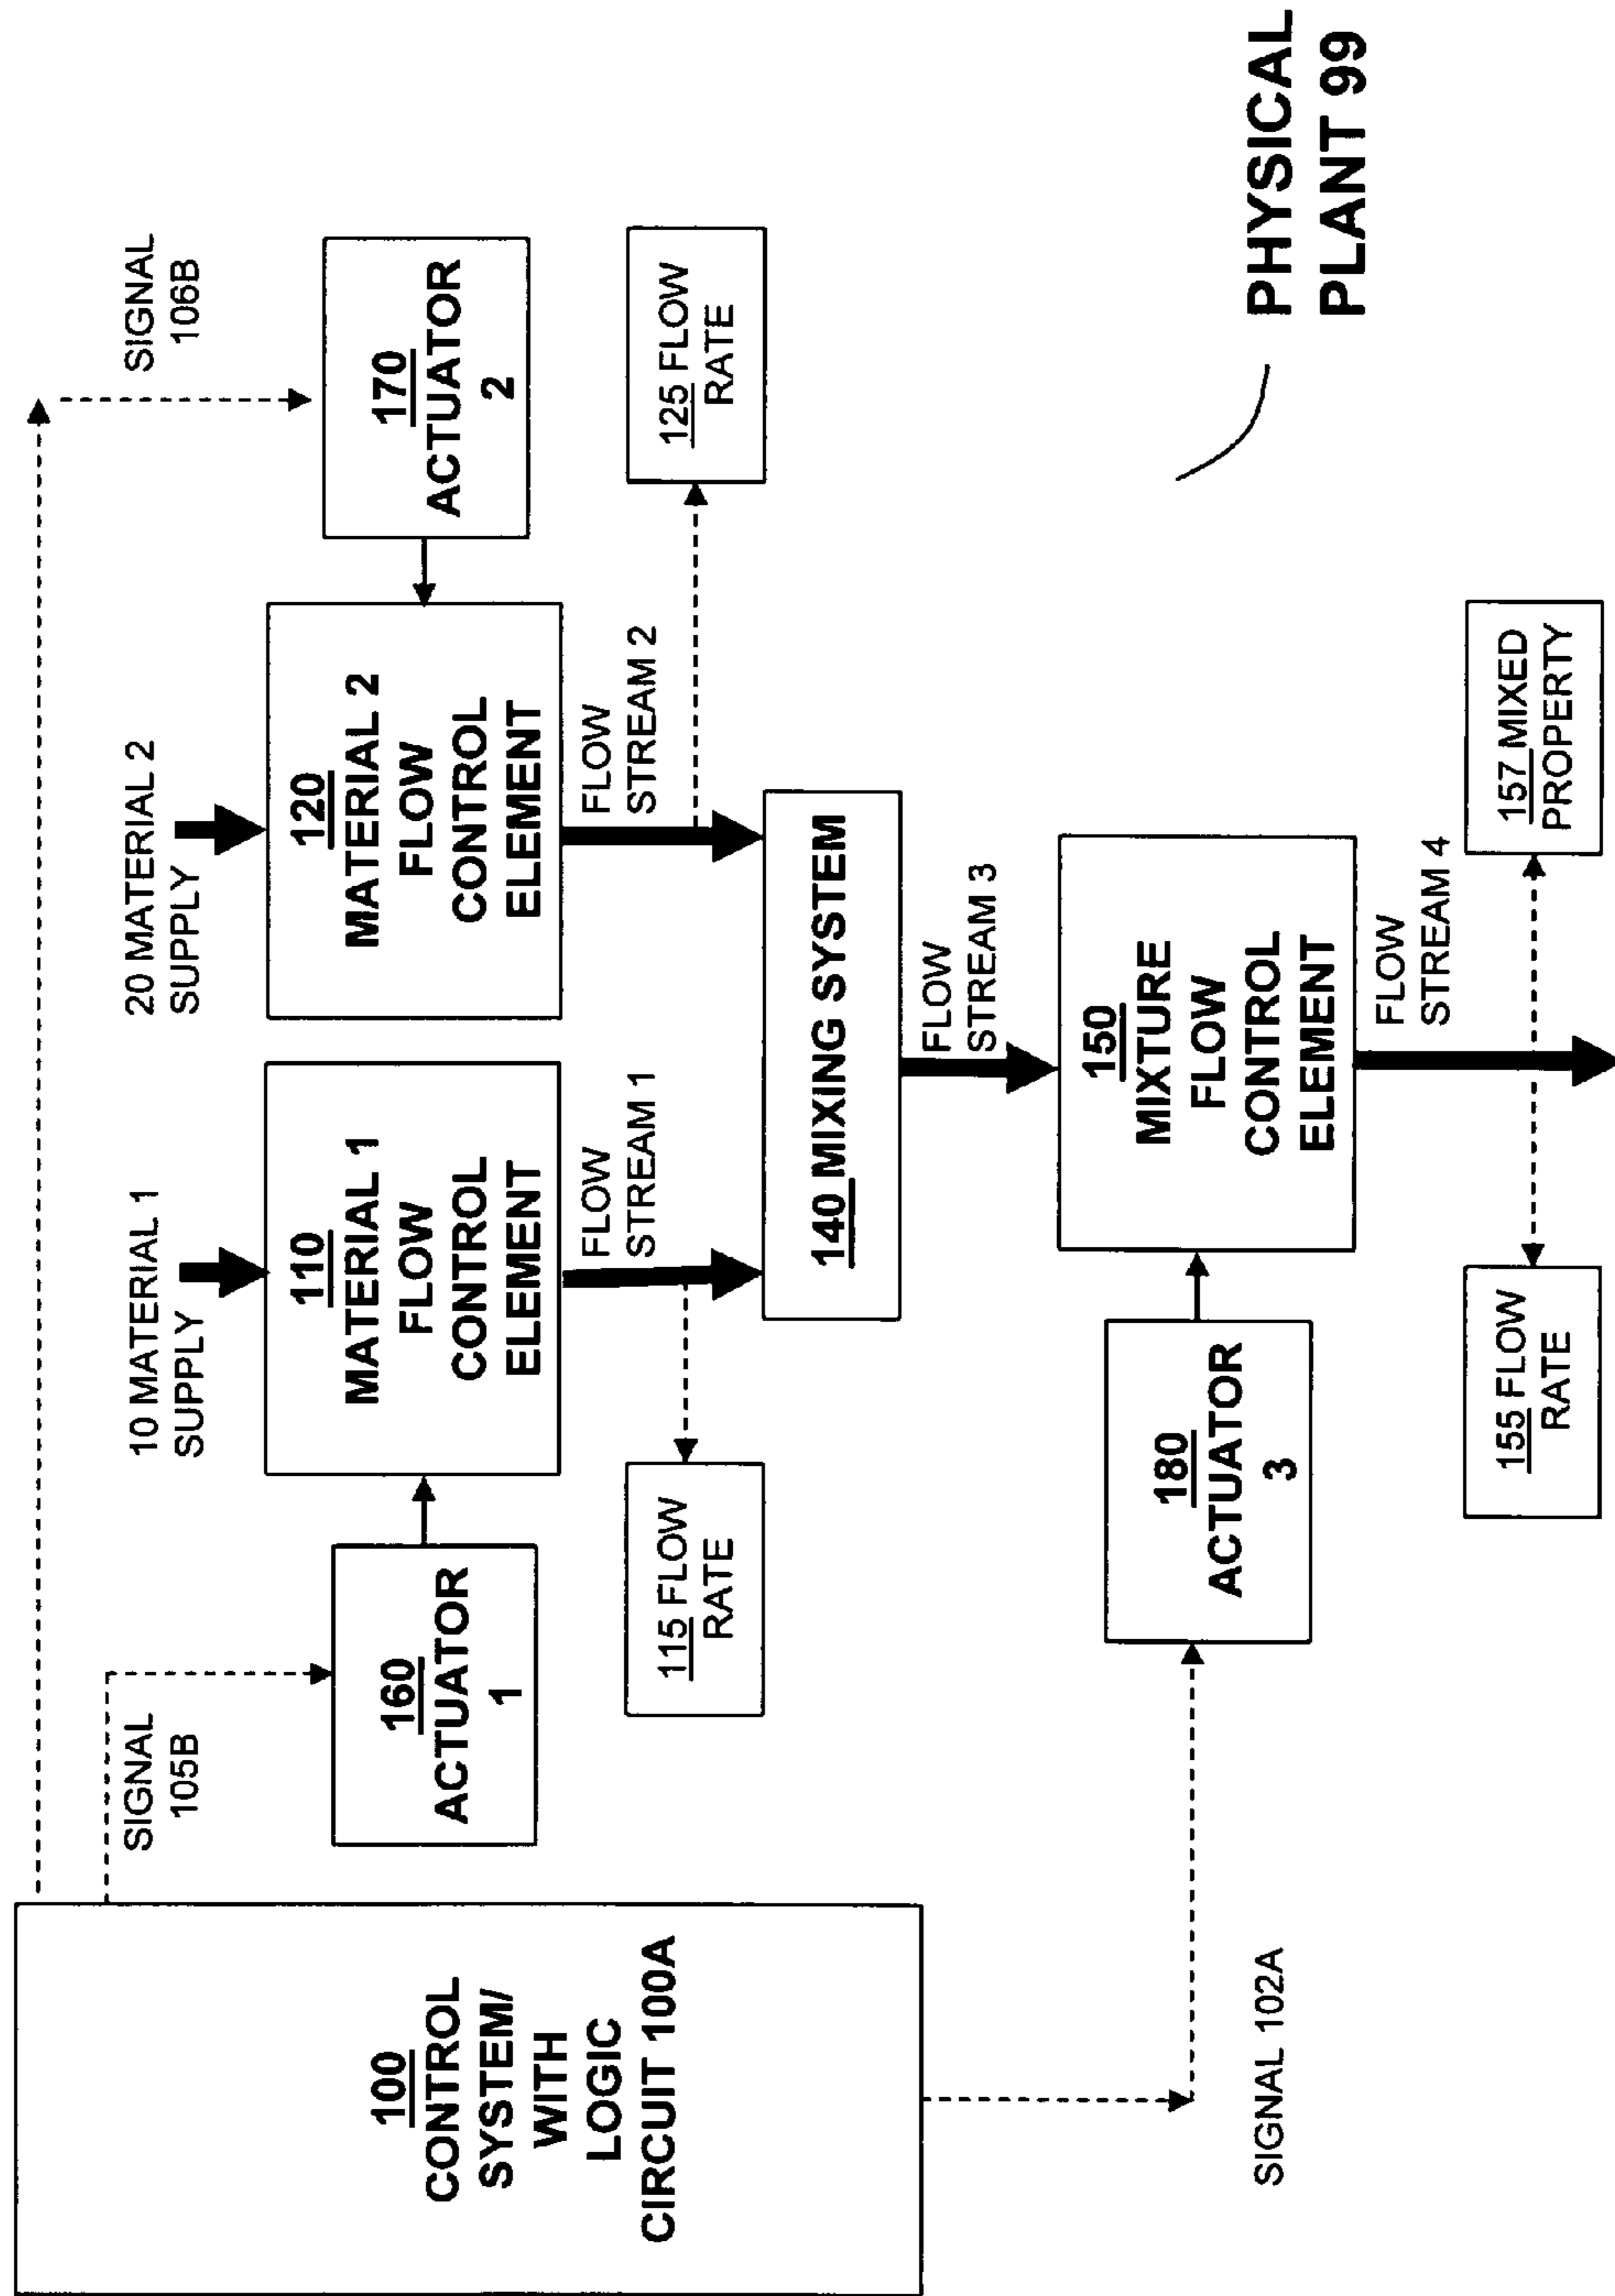 SIGNAL
106B
20 MATERIAL 2
SUPPLY
10 MATERIAL 1
SUPPLY
SIGNAL
105B
100
CONTROL
SYSTEM/
WITH
LOGIC
CIRCUIT 100A
160
ACTUATOR
1
110
MATERIAL 1
FLOW
CONTROL
ELEMENT
120
MATERIAL 2
FLOW
CONTROL
ELEMENT
170
ACTUATOR
2
FLOW
STREAM 1
FLOW
STREAM 2
115 FLOW
RATE
125 FLOW
RATE
140 MIXING SYSTEM
FLOW
STREAM 3
180
ACTUATOR
3
150
MIXTURE
FLOW
CONTROL
ELEMENT
SIGNAL 102A
FLOW
STREAM 4
155 FLOW
RATE
157 MIXED
PROPERTY
PHYSICAL
PLANT 99